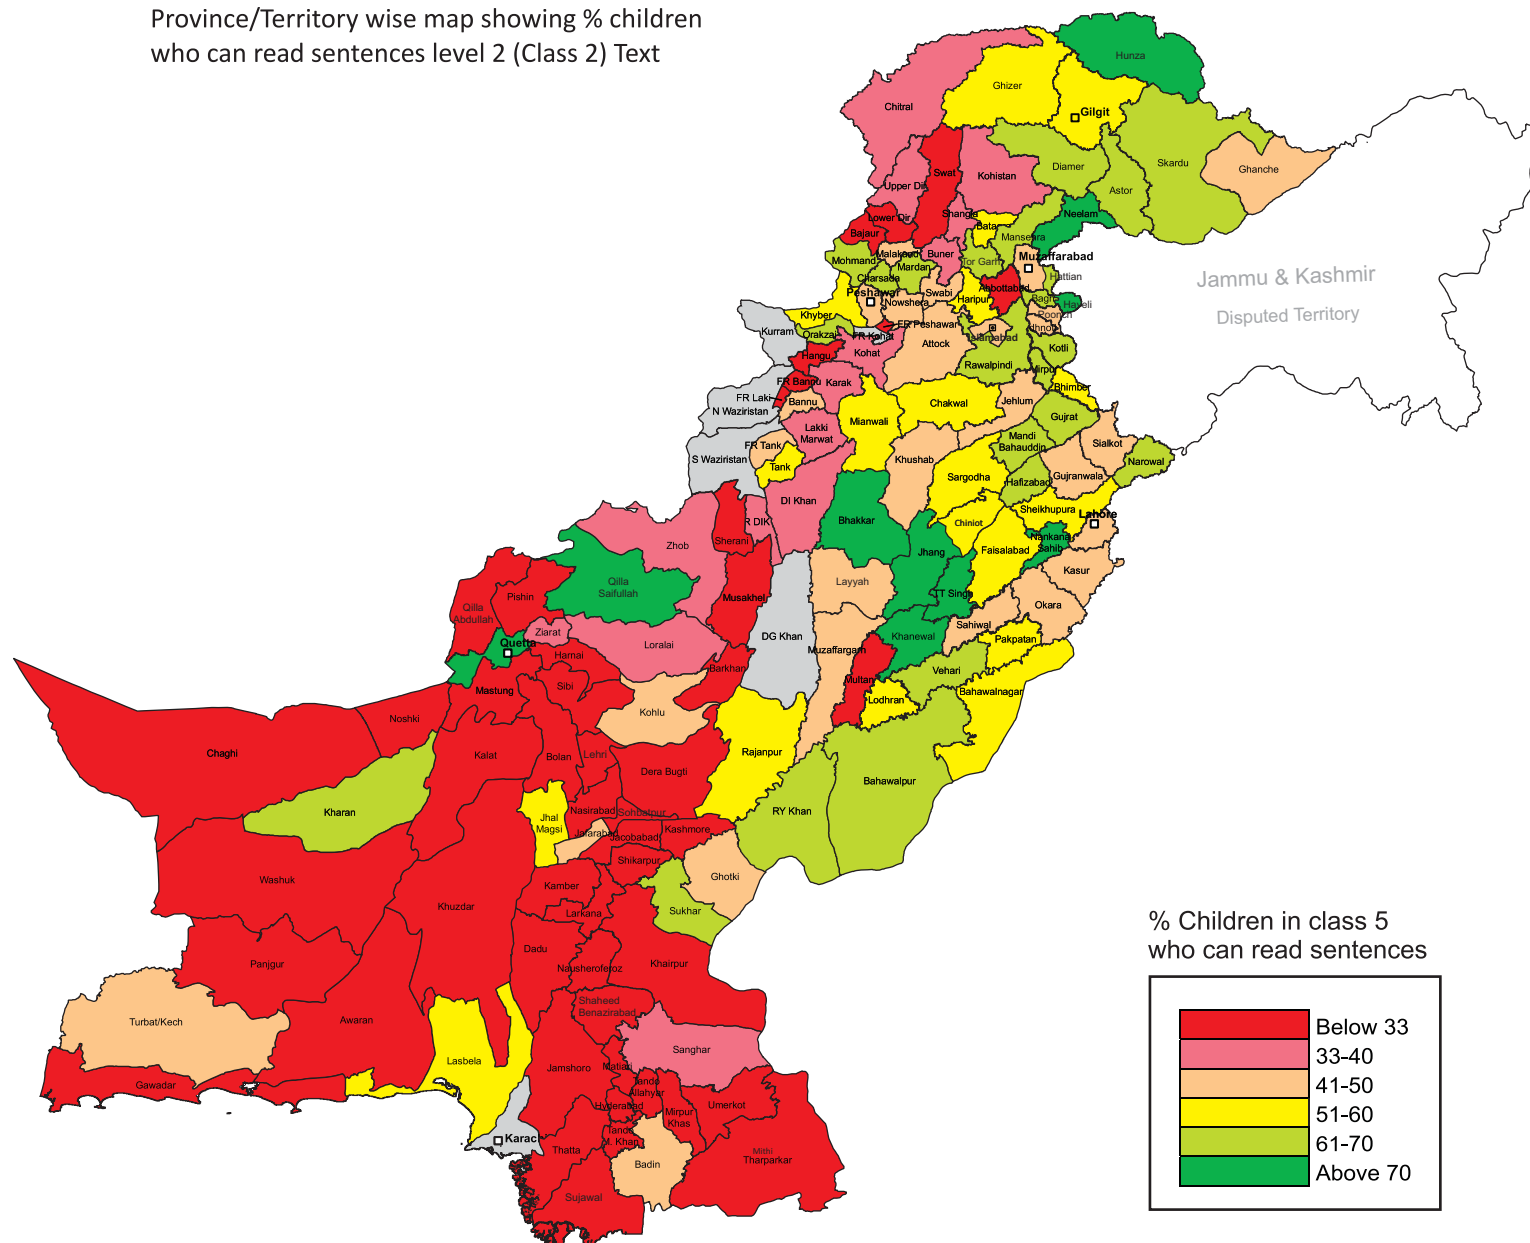 Province/Territory wise map showing % children
who can read sentences level 2 (Class 2) Text
Hunza
Ghizer
Gilgit
Chitral
Skardu
Ghanche
Diamer
Astor
Swat
Kohistan
Upper Dir
Lower Dir
Shangla
Neelam
Bajaur
Mansehra
Malakand
Buner
Tor Garh
Muzaffarabad
Mohmand
Mardan
Charsada
Hattian
Abbottabad
Peshawar
Swabi
Nowshera
Haripur
Bagh
Haveli
Poonch
Khyber
FR Peshawar
Kurram
Orakzai
FR Kohat
Islamabad
Attock
Kotli
Hangu
Kohat
Rawalpindi
FR Bannu
Karak
Bhimber
FR Laki
Bannu
Chakwal
Jehlum
N Waziristan
Mianwali
Gujrat
Lakki
Marwat
Mandi
Bahauddin
Sialkot
FR Tank
S Waziristan
Tank
Khushab
Narowal
Sargodha
Hafizabad
Gujranwala
DI Khan
Sheikhupura
Lahore
R DIK
Bhakkar
Chiniot
Nankana
Sahib
Sherani
Zhob
Jhang
Faisalabad
Kasur
Qilla
Saifullah
Layyah
TT Singh
Musakhel
Pishin
Okara
Qilla
Abdullah
Sahiwal
Ziarat
Quetta
Loralai
DG Khan
Khanewal
Pakpatan
Muzaffargarh
Harnai
Barkhan
Multan
Vehari
Mastung
Sibi
Lodhran
Bahawalnagar
Kohlu
Noshki
Chaghi
Kalat
Bolan
Lehri
Rajanpur
Dera Bugti
Bahawalpur
Kharan
Jhal
Magsi
Nasirabad
Sohbatpur
RY Khan
Jafarabad
Jacobabad
Kashmore
Shikarpur
Ghotki
Washuk
Kamber
Khuzdar
Larkana
Sukhar
Dadu
Panjgur
Nausheroferoz
Khairpur
Shaheed
Benazirabad
Turbat/Kech
Awaran
Sanghar
Lasbela
Jamshoro
Matiari
Gawadar
Tando
Allahyar
Hyderabad
Mirpur
Khas
Umerkot
Tando
M. Khan
Karac
Thatta
Mithi
Tharparkar
Badin
Sujawal
Jammu & Kashmir
Disputed Territory
% Children in class 5
who can read sentences
Below 33
33-40
41-50
51-60
61-70
Above 70